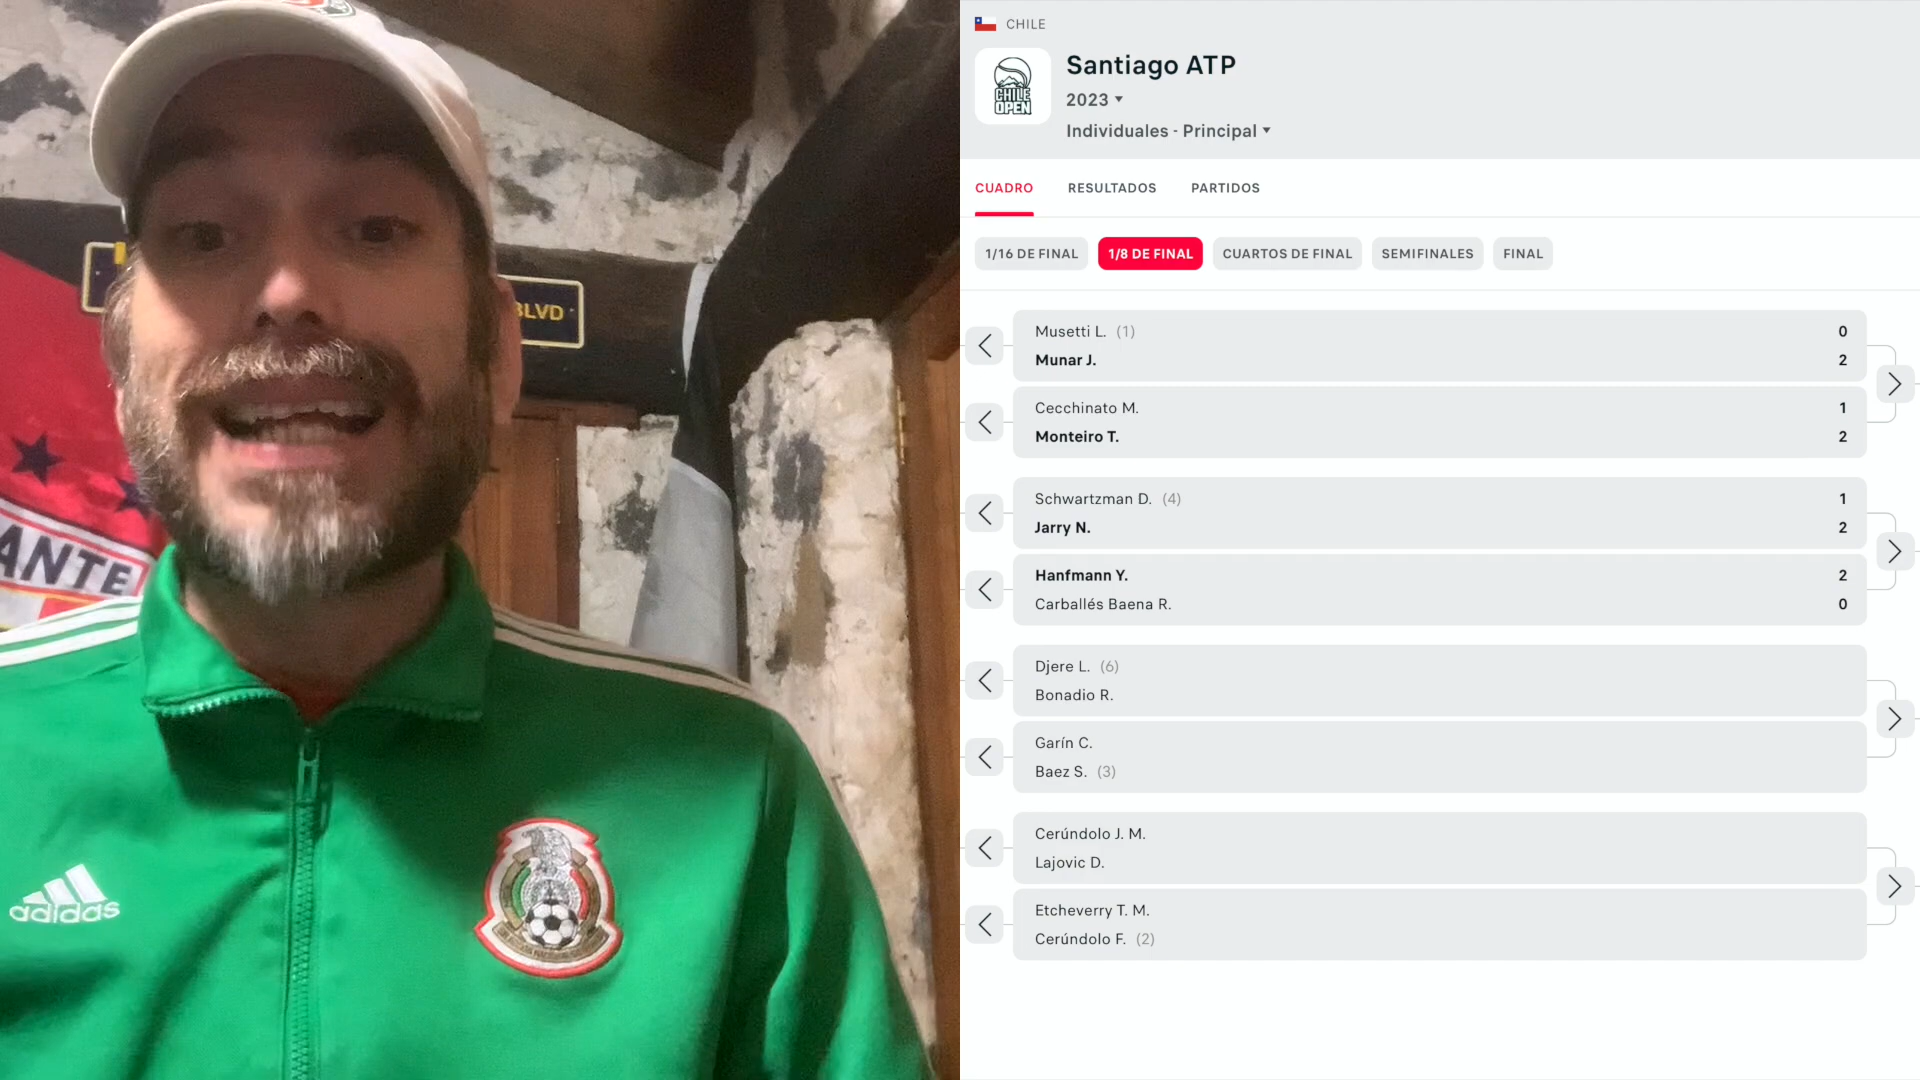 BLVD
ANTE
adidas
CHILE
CHILE
OPEN
Santiago ATP
2023
Individuales - Principal
CUADRO RESULTADOS PARTIDOS
1/16 DE FINAL 1/8 DE FINAL CUARTOS DE FINAL SEMIFINALES FINAL
Musetti L. (1) 0
Munar J. 2
Cecchinato M. 1
Monteiro T. 2
Schwartzman D. (4) 1
Jarry N. 2
Hanfmann Y. 2
Carballés Baena R. 0
Djere L. (6)
Bonadio R.
Garín C.
Baez S. (3)
Cerúndolo J. M.
Lajovic D.
Etcheverry T. M.
Cerúndolo F. (2)